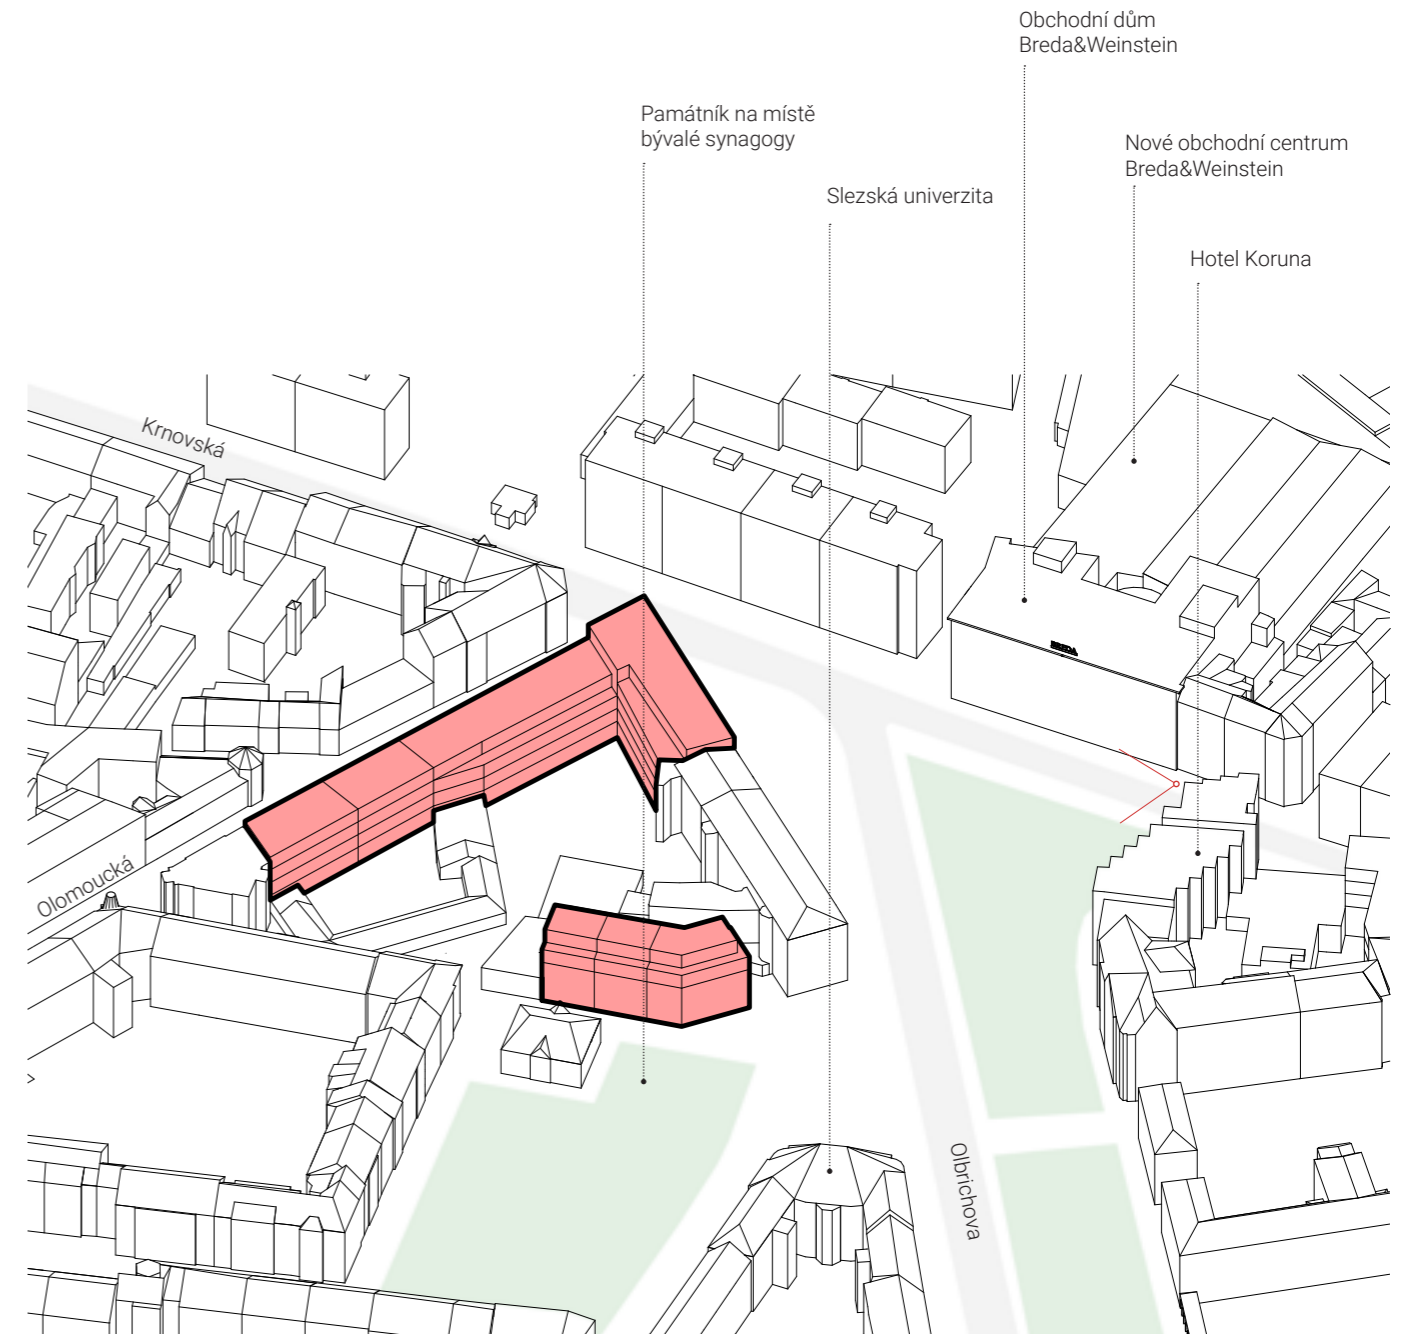 Obchodní dům
Breda&Weinstein
Památník na místě
bývalé synagogy
Nové obchodní centrum
Breda&Weinstein
Slezská univerzita
Hotel Koruna
Krnovská
BREDA
Olomoucká
Olbrichova